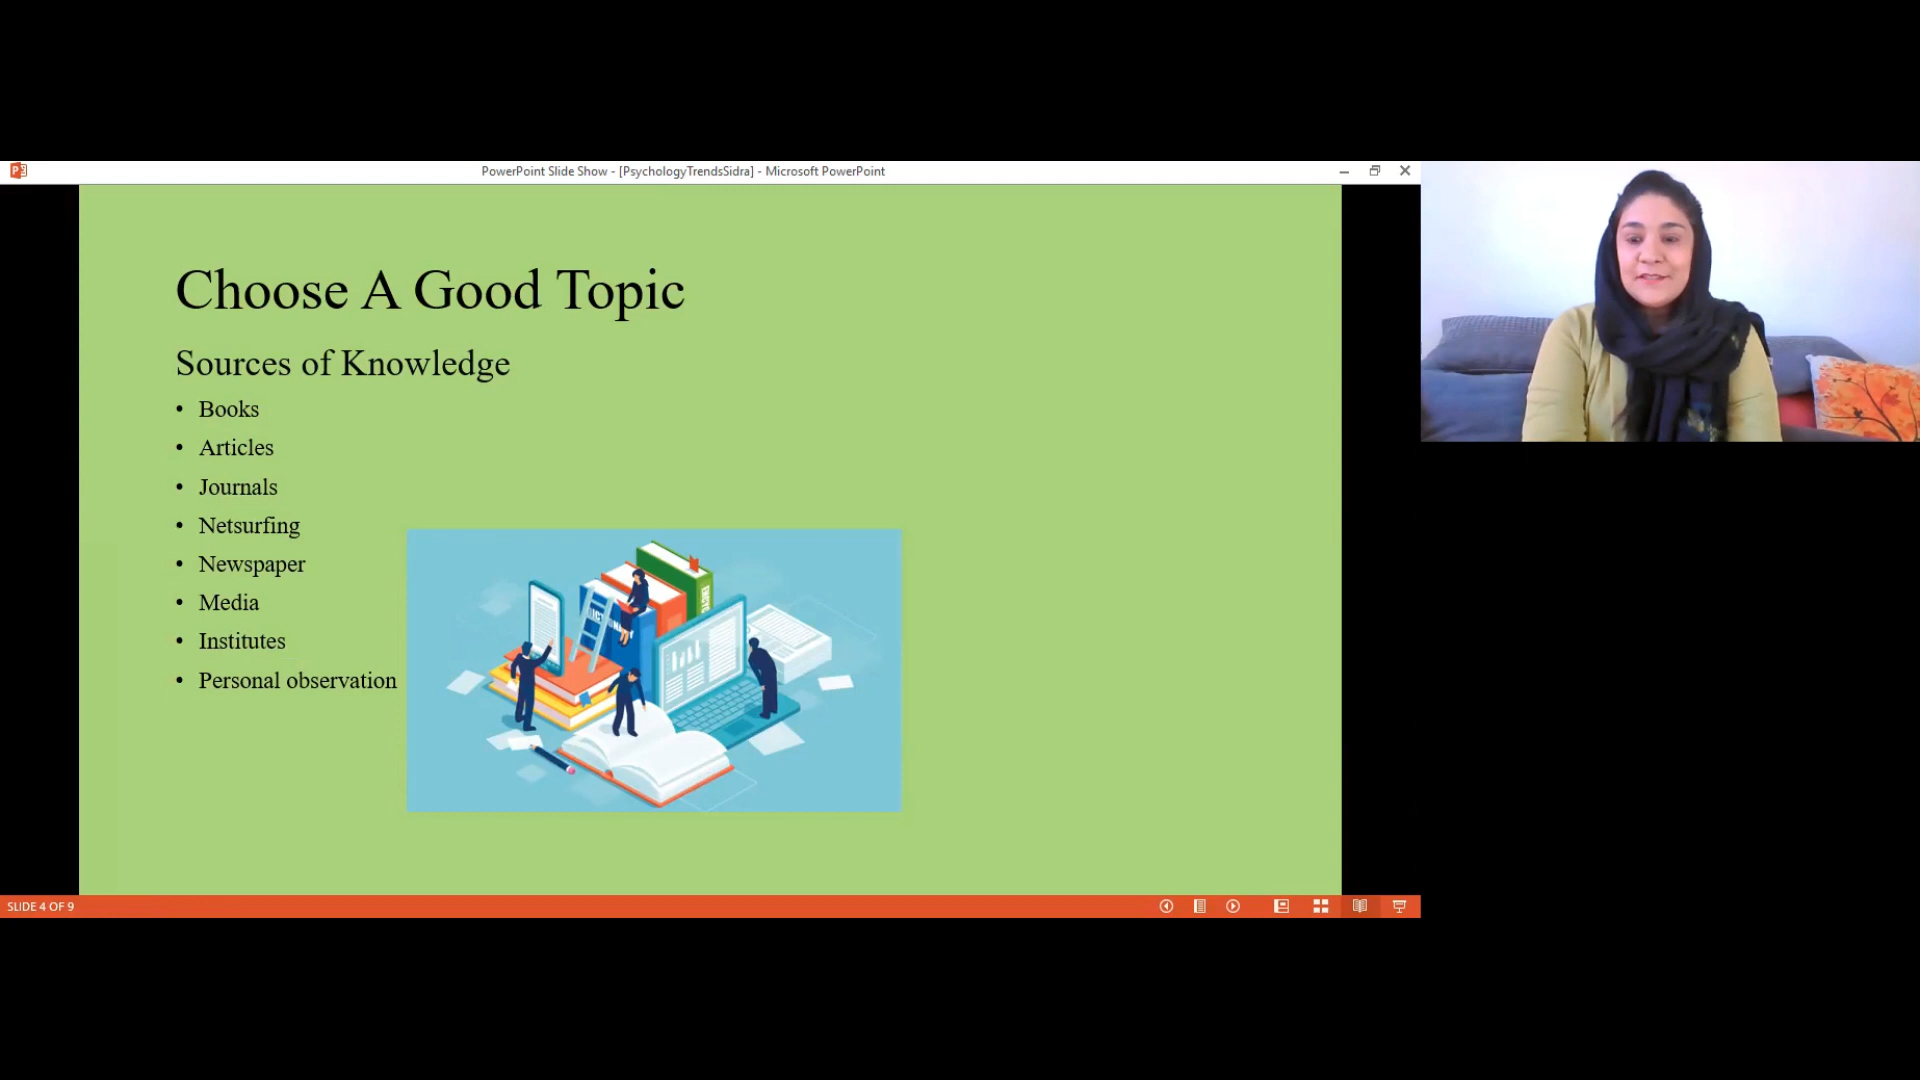 PowerPoint Slide Show - [PsychologyTrendsSidra] - Microsoft PowerPoint
Choose A Good Topic
Sources of Knowledge
• Books
• Articles
• Journals
• Netsurfing
• Newspaper
• Media
• Institutes
• Personal observation
SLIDE 4 OF 9